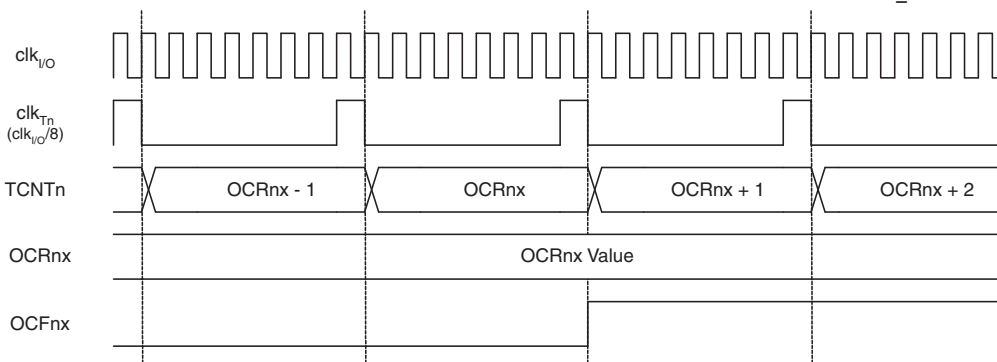 clkI/O
clkTn
(clkI/O/8)
TCNTn
OCRnx - 1
OCRnx
OCRnx + 1
OCRnx + 2
OCRnx
OCRnx Value
OCFnx